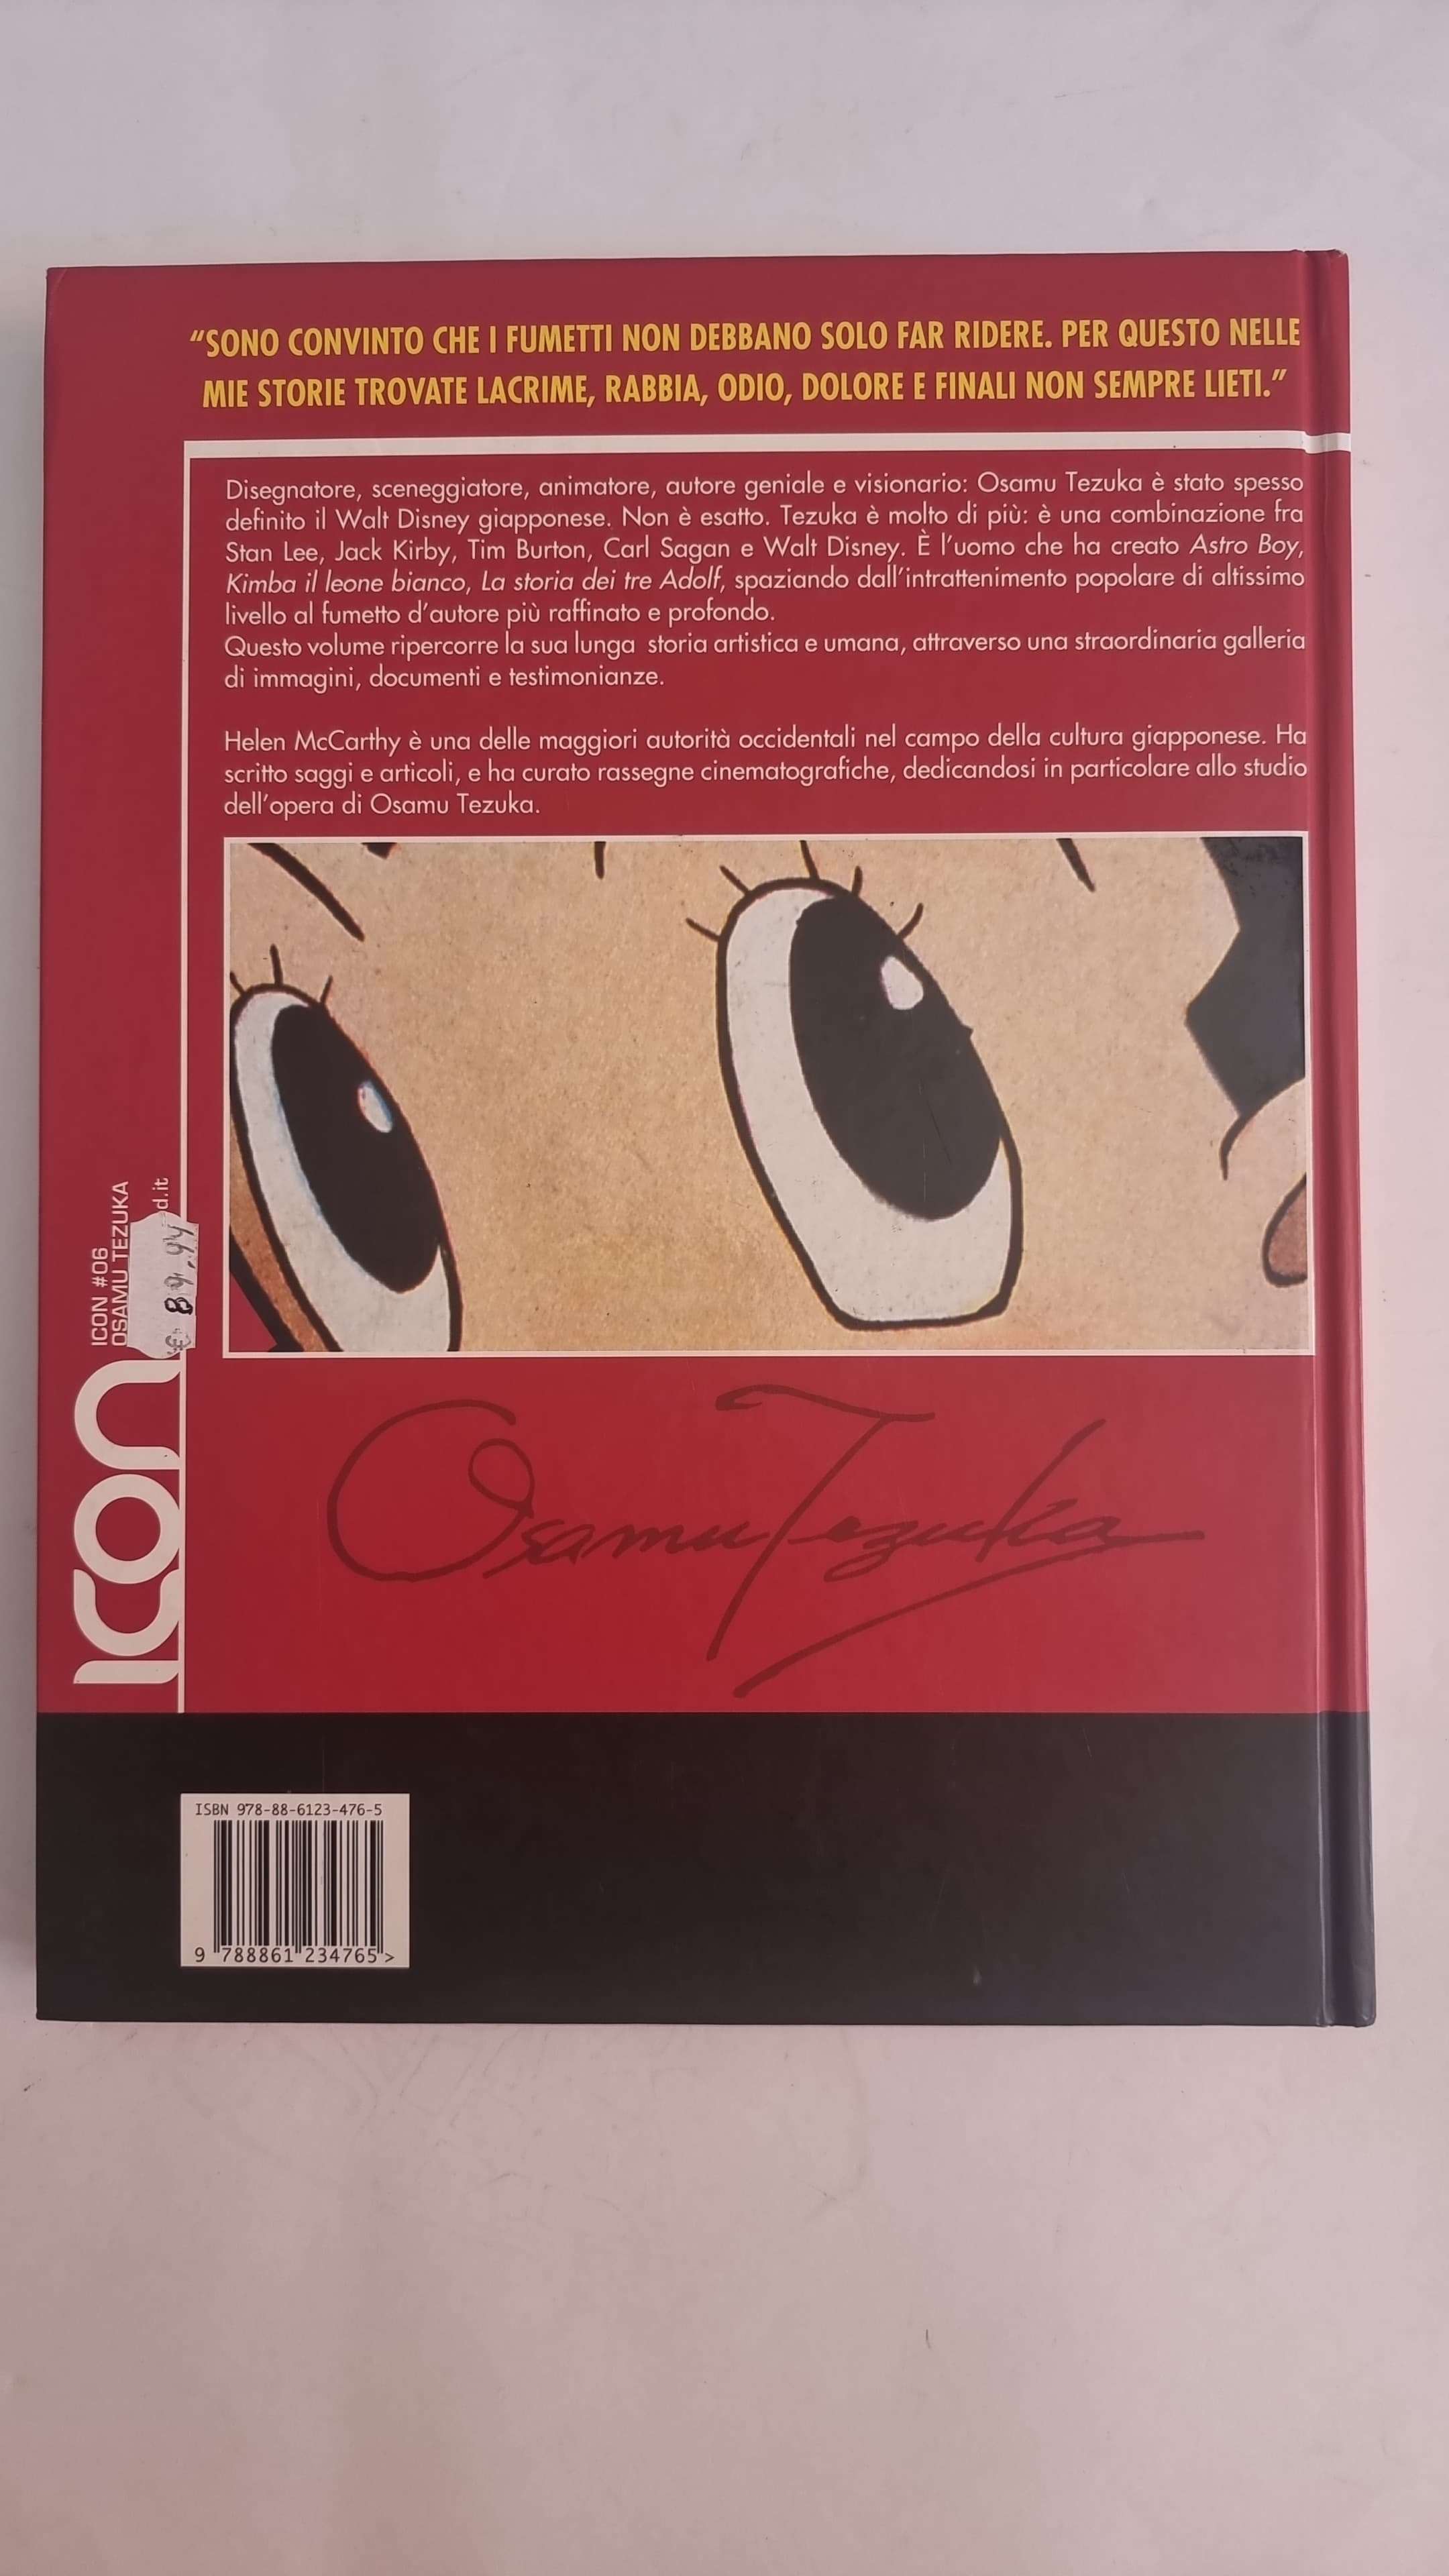 “SONO CONVINTO CHE I FUMETTI NON DEBBANO SOLO FAR RIDERE. PER QUESTO NELLE
MIE STORIE TROVATE LACRIME, RABBIA, ODIO, DOLORE E FINALI NON SEMPRE LIETI.”
Disegnatore, sceneggiatore, animatore, autore geniale e visionario: Osamu Tezuka è stato spesso
definito il Walt Disney giapponese. Non è esatto. Tezuka è molto di più: è una combinazione fra
Stan Lee, Jack Kirby, Tim Burton, Carl Sagan e Walt Disney. È l’uomo che ha creato Astro Boy,
Kimba il leone bianco, La storia dei tre Adolf, spaziando dall’intrattenimento popolare di altissimo
livello al fumetto d’autore più raffinato e profondo.
Questo volume ripercorre la sua lunga storia artistica e umana, attraverso una straordinaria galleria
di immagini, documenti e testimonianze.
Helen McCarthy è una delle maggiori autorità occidentali nel campo della cultura giapponese. Ha
scritto saggi e articoli, e ha curato rassegne cinematografiche, dedicandosi in particolare allo studio
dell’opera di Osamu Tezuka.
ICON #06
OSAMU TEZUKA
d.it
€ 89,94
ICON
Osamu Tezuka
ISBN 978-88-6123-476-5
9 788861 234765 >